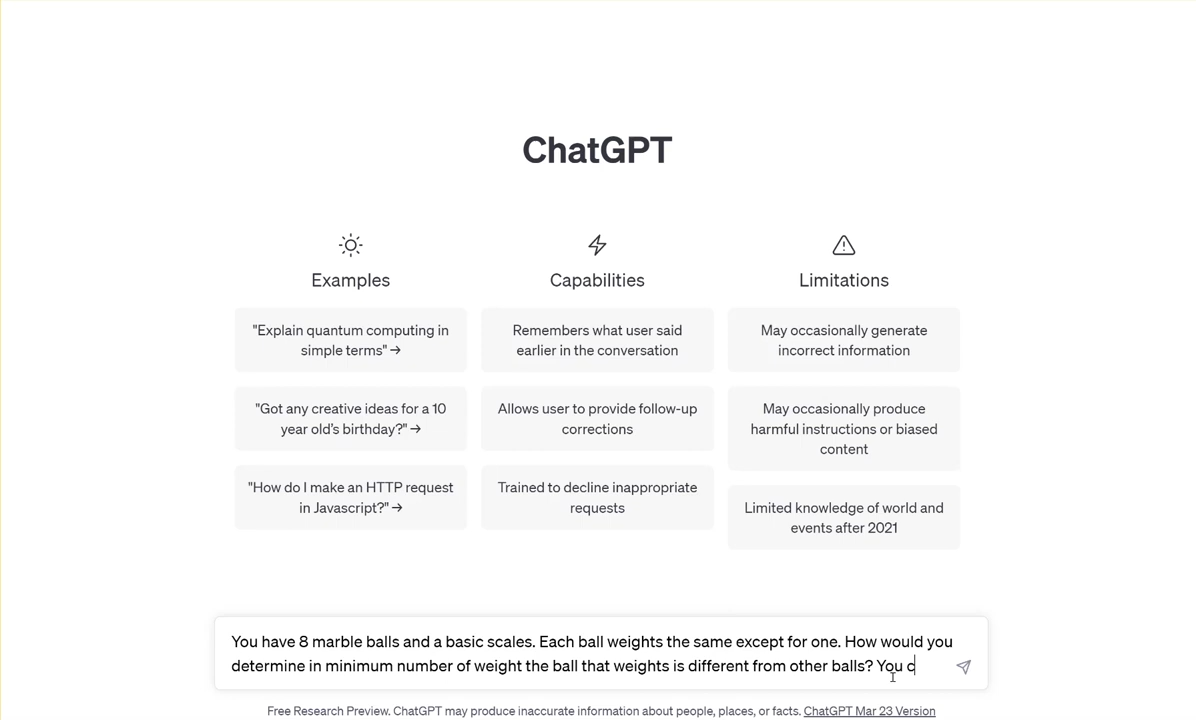 ChatGPT
Examples
Capabilities
Limitations
"Explain quantum computing in
simple terms" →
Remembers what user said
earlier in the conversation
May occasionally generate
incorrect information
"Got any creative ideas for a 10
year old's birthday?" →
Allows user to provide follow-up
corrections
May occasionally produce
harmful instructions or biased
content
"How do I make an HTTP request
in Javascript?" →
Trained to decline inappropriate
requests
Limited knowledge of world and
events after 2021
You have 8 marble balls and a basic scales. Each ball weights the same except for one. How would you
determine in minimum number of weight the ball that weights is different from other balls? You c
Free Research Preview. ChatGPT may produce inaccurate information about people, places, or facts. ChatGPT Mar 23 Version